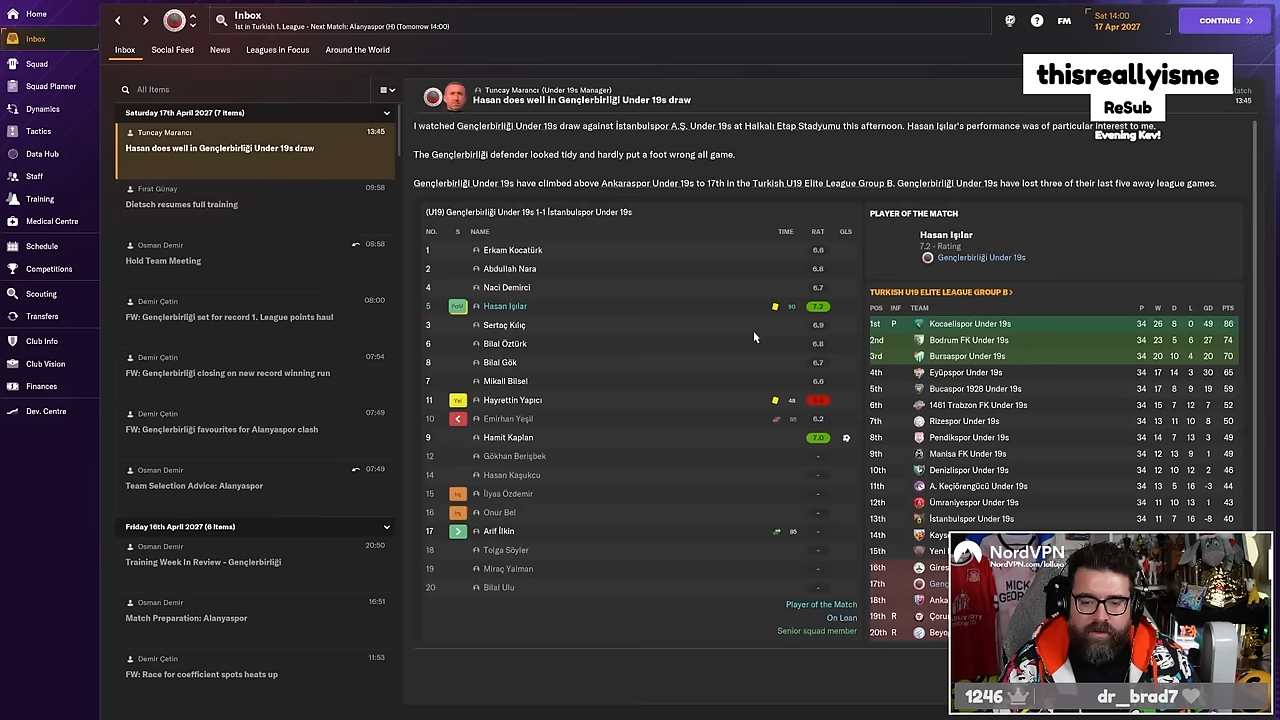 Home
Inbox
Squad
Squad Planner
Dynamics
Tactics
Data Hub
Staff
Training
Medical Centre
Schedule
Competitions
Scouting
Transfers
Club Info
Club Vision
Finances
Dev. Centre
Inbox
1st in Turkish 1. League - Next Match: Alanyaspor (H) (Tomorrow 14:00)
FM
Sat 14:00
17 Apr 2027
CONTINUE
Inbox Social Feed News Leagues In Focus Around the World
thisreallyisme
ReSub
Evening Kev!
All Items
Saturday 17th April 2027 (7 items)
Tuncay Marancı 13:45
Hasan does well in Gençlerbirliği Under 19s draw
Fırat Günay 09:58
Dietsch resumes full training
Osman Demir 08:58
Hold Team Meeting
Demir Çetin 08:00
FW: Gençlerbirliği set for record 1. League points haul
Demir Çetin 07:54
FW: Gençlerbirliği closing on new record winning run
Demir Çetin 07:49
FW: Gençlerbirliği favourites for Alanyaspor clash
Osman Demir 07:49
Team Selection Advice: Alanyaspor
Friday 16th April 2027 (6 items)
Osman Demir 20:50
Training Week In Review - Gençlerbirliği
Osman Demir 16:51
Match Preparation: Alanyaspor
Demir Çetin 11:53
FW: Race for coefficient spots heats up
Tuncay Marancı (Under 19s Manager)
Hasan does well in Gençlerbirliği Under 19s draw
13:45
I watched Gençlerbirliği Under 19s draw against İstanbulspor A.Ş. Under 19s at Halkalı Etap Stadyumu this afternoon. Hasan Işılar's performance was of particular interest to me.
The Gençlerbirliği defender looked tidy and hardly put a foot wrong all game.
Gençlerbirliği Under 19s have climbed above Ankaraspor Under 19s to 17th in the Turkish U19 Elite League Group B. Gençlerbirliği Under 19s have lost three of their last five away league games.
(U19) Gençlerbirliği Under 19s 1-1 İstanbulspor Under 19s
NO. S NAME TIME RAT GLS
1 Erkam Kocatürk 6.6
2 Abdullah Nara 6.8
4 Naci Demirci 6.7
5 PoM Hasan Işılar 90 7.2
3 Sertaç Kılıç 6.9
6 Bilal Öztürk 6.8
8 Bilal Gök 6.7
7 Mikail Bilsel 6.6
11 Yel Hayrettin Yapıcı 48
10 Emirhan Yeşil 85 6.2
9 Hamit Kaplan 7.0
12 Gökhan Berişbek -
14 Hasan Kaşukcu -
15 Inj İlyas Özdemir -
16 Inj Onur Bel -
17 Arif İlkin 85 -
18 Tolga Söyler -
19 Miraç Yalman -
20 Bilal Ulu -
Player of the Match
On Loan
Senior squad member
PLAYER OF THE MATCH
Hasan Işılar
7.2 - Rating
Gençlerbirliği Under 19s
TURKISH U19 ELITE LEAGUE GROUP B >
POS INF TEAM P W D L GD PTS
1st P Kocaelispor Under 19s 34 26 8 0 49 86
2nd Bodrum FK Under 19s 34 23 5 6 27 74
3rd Bursaspor Under 19s 34 20 10 4 20 70
4th Eyüpspor Under 19s 34 17 14 3 30 65
5th Bucaspor 1928 Under 19s 34 17 8 9 19 59
6th 1461 Trabzon FK Under 19s 34 15 7 12 7 52
7th Rizespor Under 19s 34 13 11 10 8 50
8th Pendikspor Under 19s 34 14 7 13 3 49
9th Manisa FK Under 19s 34 12 13 9 1 49
10th Denizlispor Under 19s 34 12 10 12 2 46
11th A. Keçiörengücü Under 19s 34 13 5 16 -3 44
12th Ümraniyespor Under 19s 34 11 10 13 1 43
13th İstanbulspor Under 19s 34 11 7 16 -8 40
14th Kays
15th Yeni
16th Gires
17th Genç
18th Anka
19th R Çoru
20th R Beyo
NordVPN
NordVPN.com/lollujo
MICK
GEORG
1246 dr_brad7